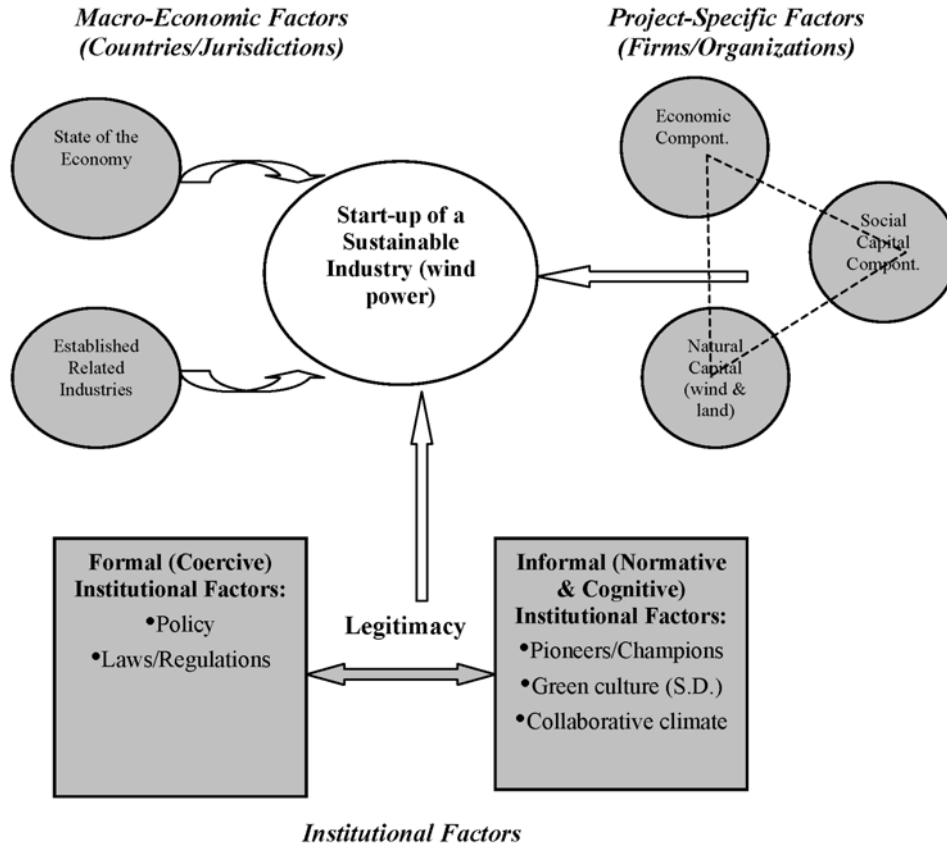 Macro-Economic Factors
(Countries/Jurisdictions)
Project-Specific Factors
(Firms/Organizations)
State of the
Economy
Established
Related
Industries
Start-up of a
Sustainable
Industry (wind
power)
Economic
Compont.
Social
Capital
Compont.
Natural
Capital
(wind &
land)
Formal (Coercive)
Institutional Factors:
•Policy
•Laws/Regulations
Legitimacy
Informal (Normative
& Cognitive)
Institutional Factors:
•Pioneers/Champions
•Green culture (S.D.)
•Collaborative climate
Institutional Factors